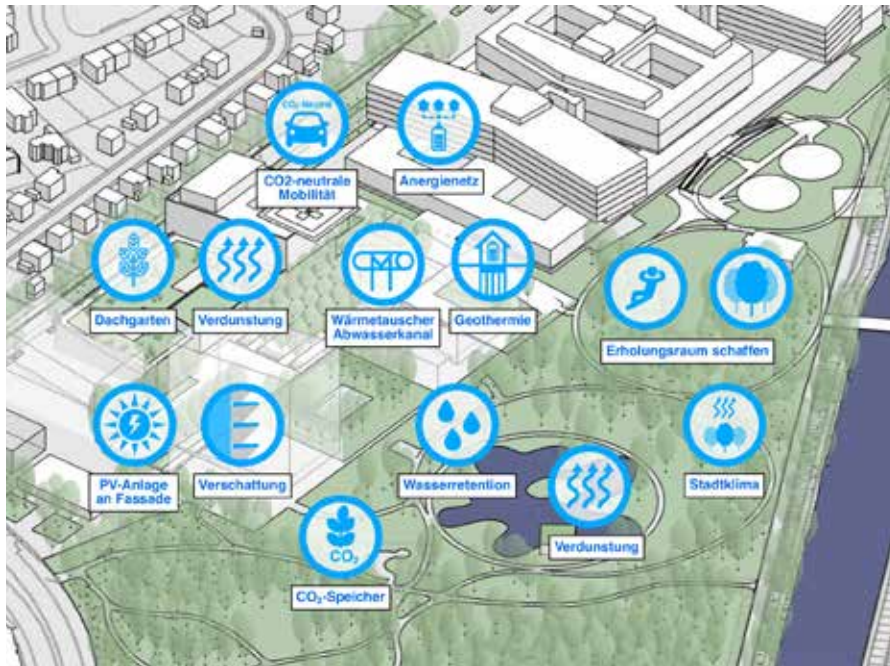 CO₂-Neutral
CO2-neutrale
Mobilität
Anergienetz
Dachgarten
Verdunstung
Wärmetauscher
Abwasserkanal
Geothermie
Erholungsraum schaffen
PV-Anlage
an Fassade
Verschattung
Wasserretention
Stadtklima
Verdunstung
CO₂
CO₂-Speicher